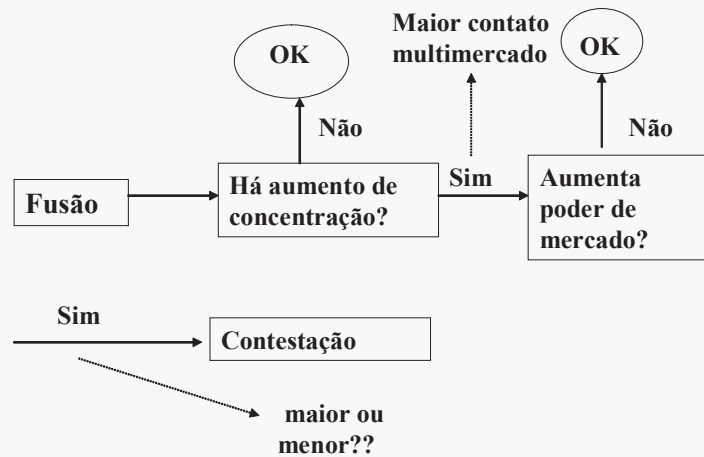 OK
Maior contato
multimercado
OK
Não
Não
Fusão
Há aumento de
concentração?
Sim
Aumenta
poder de
mercado?
Sim
Contestação
maior ou
menor??